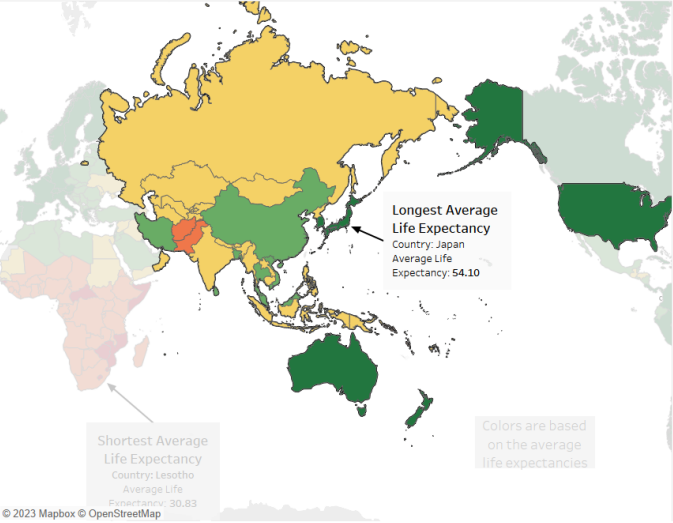 Longest Average
Life Expectancy
Country: Japan
Average Life
Expectancy: 54.10
Shortest Average
Life Expectancy
Country: Lesotho
Average Life
Expectancy: 30.83
Colors are based
on the average
life expectancies
© 2023 Mapbox © OpenStreetMap